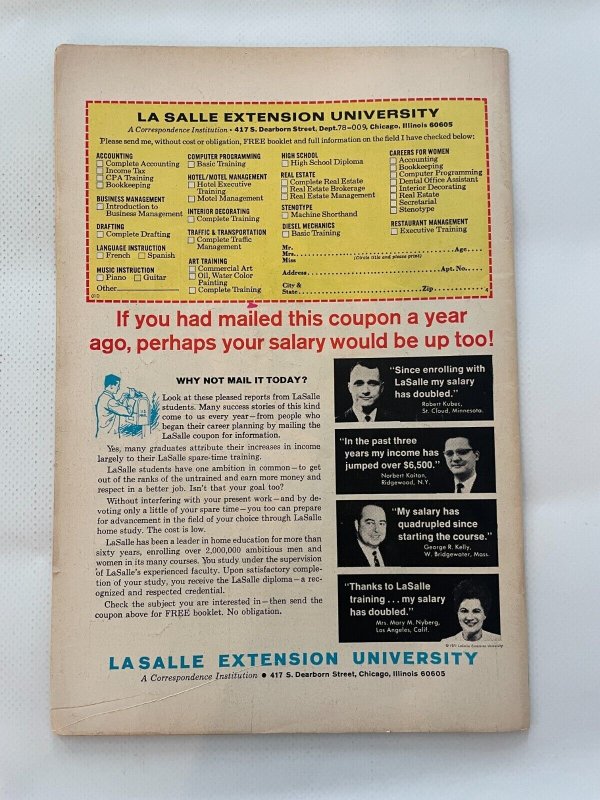 LA SALLE EXTENSION UNIVERSITY
A Correspondence Institution • 417 S. Dearborn Street, Dept. 78-009, Chicago, Illinois 60605
Please send me, without cost or obligation, FREE booklet and full information on the field I have checked below:
ACCOUNTING
Complete Accounting
Income Tax
CPA Training
Bookkeeping
BUSINESS MANAGEMENT
Introduction to
Business Management
DRAFTING
Complete Drafting
LANGUAGE INSTRUCTION
French Spanish
MUSIC INSTRUCTION
Piano Guitar
Other
010
COMPUTER PROGRAMMING
Basic Training
HOTEL/MOTEL MANAGEMENT
Hotel Executive
Training
Motel Management
INTERIOR DECORATING
Complete Training
TRAFFIC & TRANSPORTATION
Complete Traffic
Management
ART TRAINING
Commercial Art
Oil, Water Color
Painting
Complete Training
HIGH SCHOOL
High School Diploma
REAL ESTATE
Complete Real Estate
Real Estate Brokerage
Real Estate Management
STENOTYPE
Machine Shorthand
DIESEL MECHANICS
Basic Training
CAREERS FOR WOMEN
Accounting
Bookkeeping
Computer Programming
Dental Office Assistant
Interior Decorating
Real Estate
Secretarial
Stenotype
RESTAURANT MANAGEMENT
Executive Training
Mr.
Mrs. Age
Miss (Circle title and please print)
Address Apt. No.
City &
State Zip
4
If you had mailed this coupon a year
ago, perhaps your salary would be up too!
WHY NOT MAIL IT TODAY?
Look at these pleased reports from LaSalle
students. Many success stories of this kind
come to us every year—from people who
began their career planning by mailing the
LaSalle coupon for information.
Yes, many graduates attribute their increases in income
largely to their LaSalle spare-time training.
LaSalle students have one ambition in common—to get
out of the ranks of the untrained and earn more money and
respect in a better job. Isn't that your goal too?
Without interfering with your present work—and by de-
voting only a little of your spare time—you too can prepare
for advancement in the field of your choice through LaSalle
home study. The cost is low.
LaSalle has been a leader in home education for more than
sixty years, enrolling over 2,000,000 ambitious men and
women in its many courses. You study under the supervision
of LaSalle's experienced faculty. Upon satisfactory comple-
tion of your study, you receive the LaSalle diploma—a rec-
ognized and respected credential.
Check the subject you are interested in—then send the
coupon above for FREE booklet. No obligation.
"Since enrolling with
LaSalle my salary
has doubled."
Robert Kubec,
St. Cloud, Minnesota.
"In the past three
years my income has
jumped over $6,500."
Norbert Kaiton,
Ridgewood, N.Y.
"My salary has
quadrupled since
starting the course."
George R. Kelly,
W. Bridgewater, Mass.
"Thanks to LaSalle
training . . . my salary
has doubled."
Mrs. Mary M. Nyberg,
Los Angeles, Calif.
LaSalle Extension University
LASALLE EXTENSION UNIVERSITY
A Correspondence Institution • 417 S. Dearborn Street, Chicago, Illinois 60605